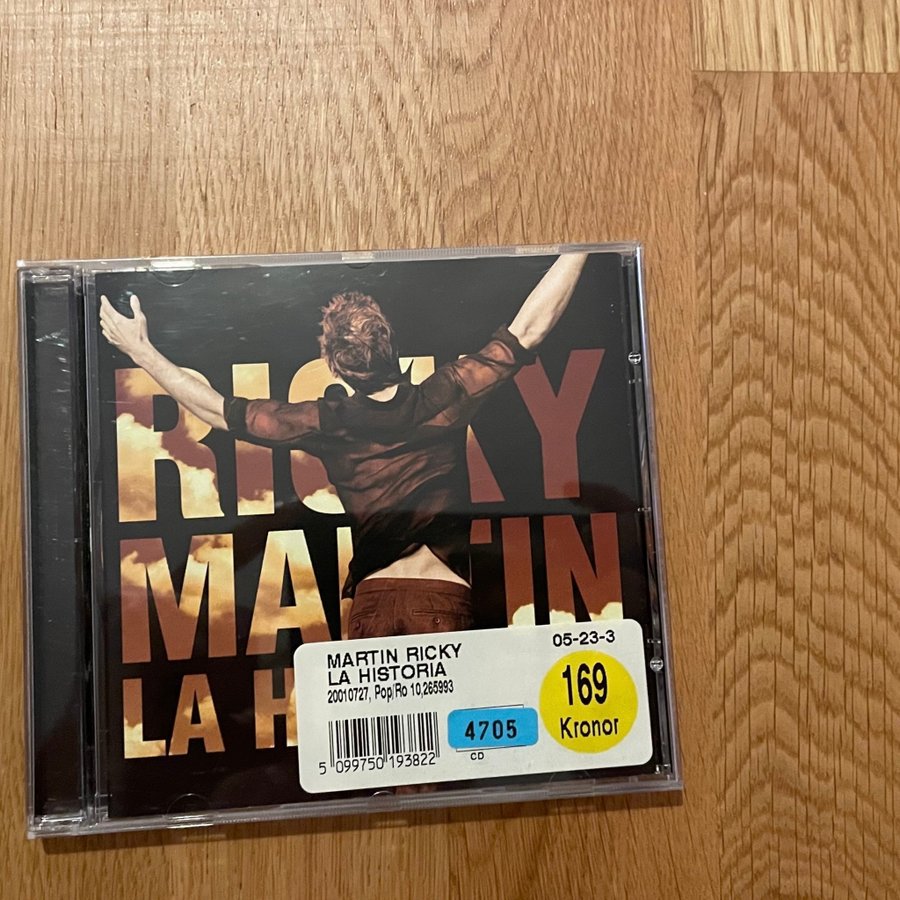 RICKY
MARTIN
LA H
MARTIN RICKY
LA HISTORIA
20010727, Pop/Ro 10,265993
05-23-3
169
Kronor
4705
CD
5 099750 193822